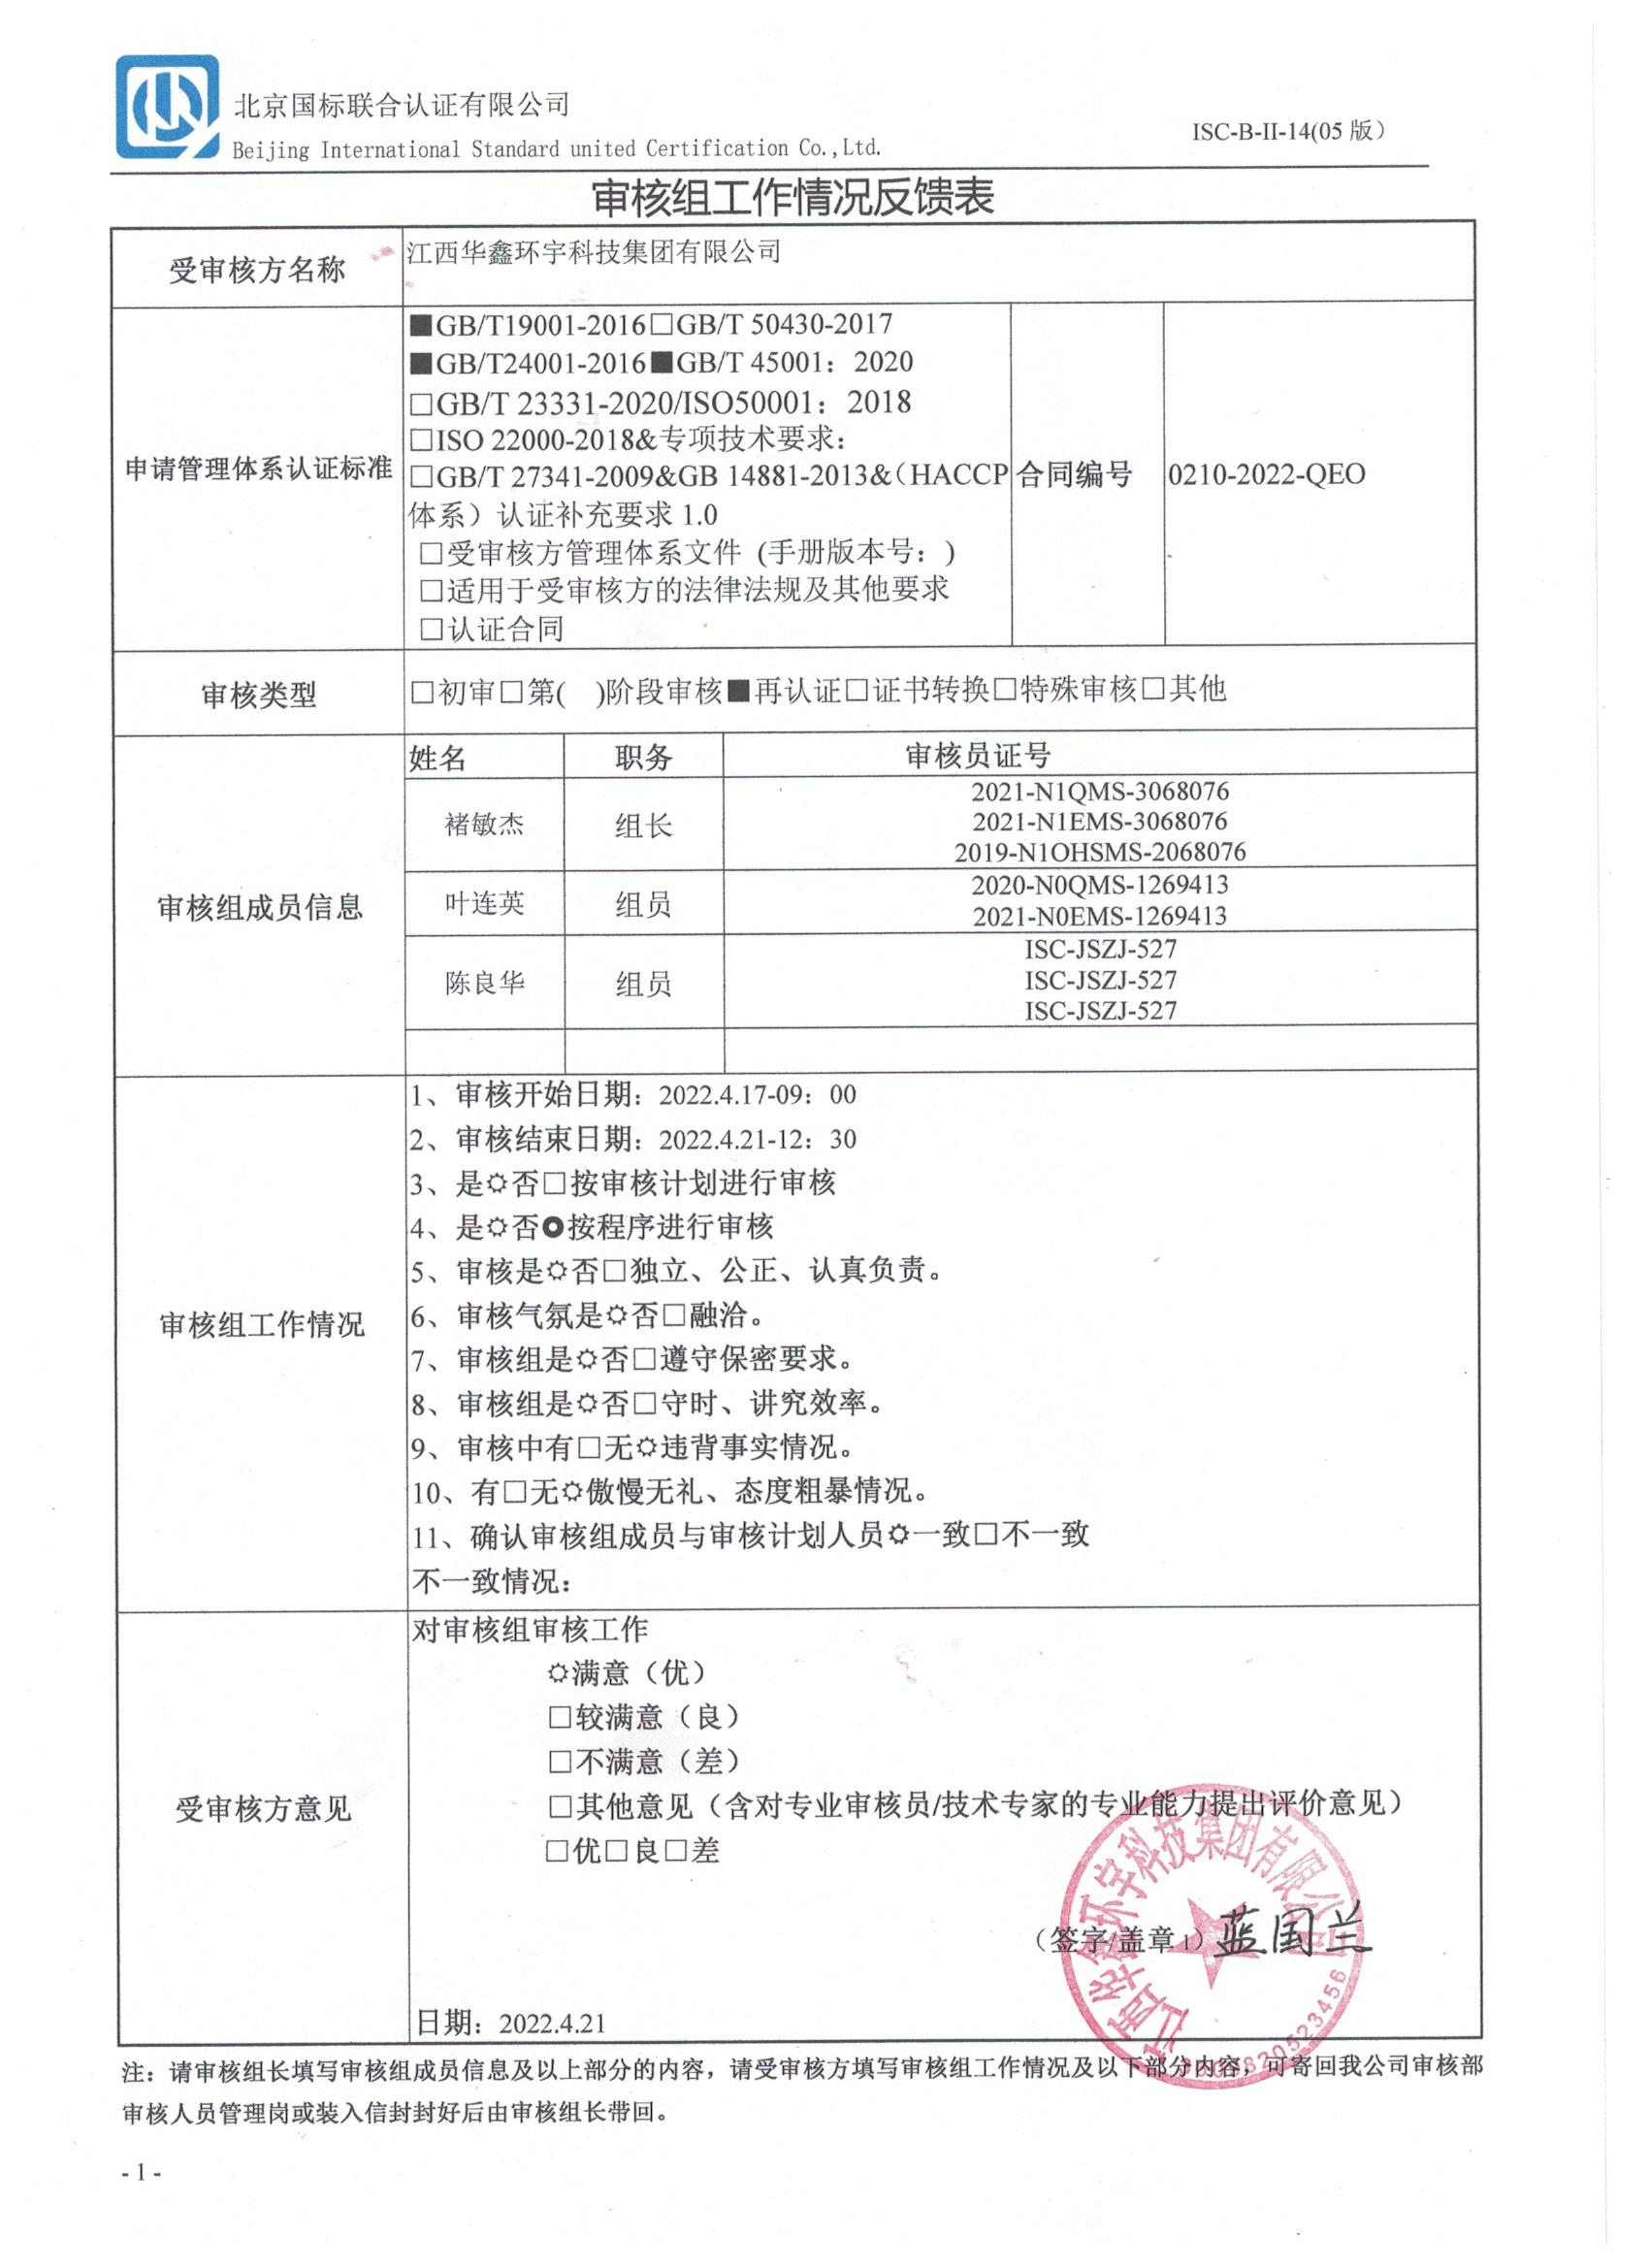 北京国标联合认证有限公司
Beijing International Standard united Certification Co.,Ltd.
ISC-B-II-14(05 版）
审核组工作情况反馈表
受审核方名称
江西华鑫环宇科技集团有限公司
申请管理体系认证标准
■GB/T19001-2016□GB/T 50430-2017
■GB/T24001-2016■GB/T 45001：2020
□GB/T 23331-2020/ISO50001：2018
□ISO 22000-2018&专项技术要求:
□GB/T 27341-2009&GB 14881-2013&（HACCP
体系）认证补充要求 1.0
□受审核方管理体系文件 (手册版本号：)
□适用于受审核方的法律法规及其他要求
□认证合同
合同编号
0210-2022-QEO
审核类型
□初审□第(　)阶段审核■再认证□证书转换□特殊审核□其他
审核组成员信息
姓名 职务 审核员证号
褚敏杰 组长
2021-N1QMS-3068076
2021-N1EMS-3068076
2019-N1OHSMS-2068076
叶连英 组员
2020-N0QMS-1269413
2021-N0EMS-1269413
陈良华 组员
ISC-JSZJ-527
ISC-JSZJ-527
ISC-JSZJ-527
审核组工作情况
1、审核开始日期：2022.4.17-09：00
2、审核结束日期：2022.4.21-12：30
3、是☼否□按审核计划进行审核
4、是☼否⚫按程序进行审核
5、审核是☼否□独立、公正、认真负责。
6、审核气氛是☼否□融洽。
7、审核组是☼否□遵守保密要求。
8、审核组是☼否□守时、讲究效率。
9、审核中有□无☼违背事实情况。
10、有□无☼傲慢无礼、态度粗暴情况。
11、确认审核组成员与审核计划人员☼一致□不一致
不一致情况：
受审核方意见
对审核组审核工作
☼满意（优）
□较满意（良）
□不满意（差）
□其他意见（含对专业审核员/技术专家的专业能力提出评价意见）
□优□良□差
（签字 盖章）蓝国兰
江西华鑫环宇科技集团有限公司
日期：2022.4.21
注：请审核组长填写审核组成员信息及以上部分的内容，请受审核方填写审核组工作情况及以下部分内容，可寄回我公司审核部
审核人员管理岗或装入信封封好后由审核组长带回。
- 1 -